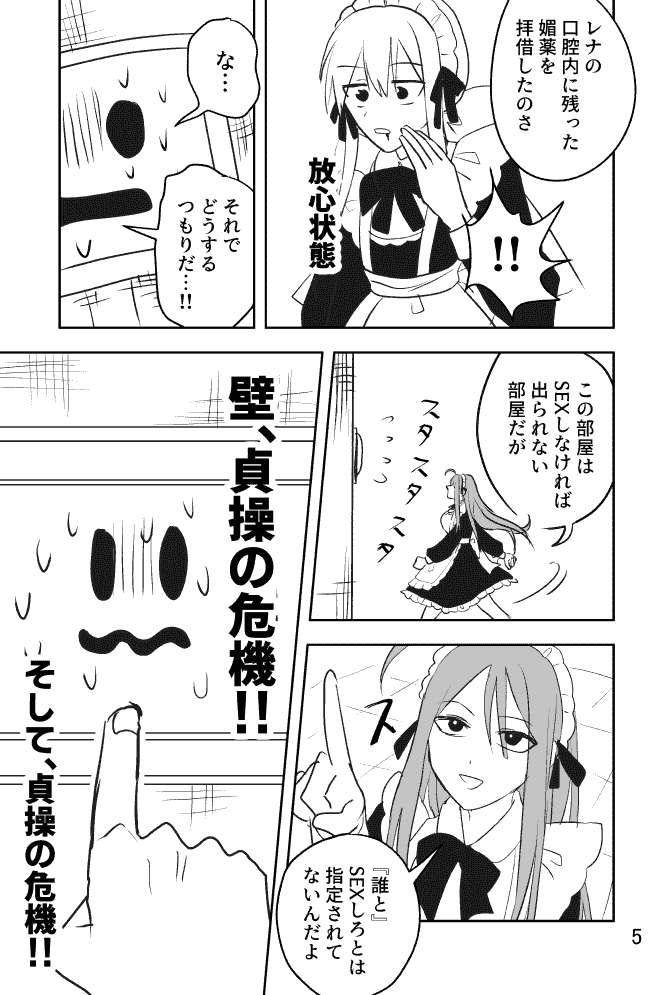 レナの
口腔内に残った
媚薬を
拝借したのさ
!!
放心状態
な…
それで
どうする
つもりだ…!!
この部屋は
SEXしなければ
出られない
部屋だが
スタスタスタ
壁、貞操の危機!!
ス
『誰と』
SEXしろとは
指定されて
ないんだよ
そして、貞操の危機!!
5